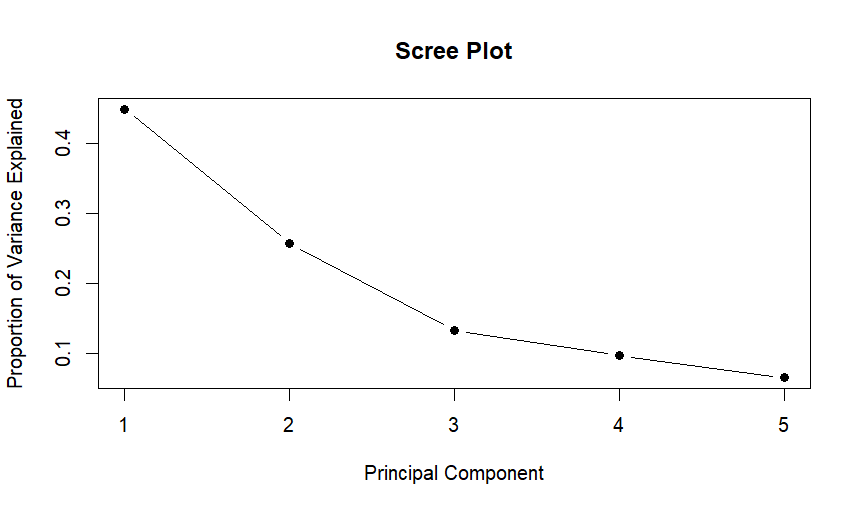 Scree Plot
Proportion of Variance Explained
0.4
0.3
0.2
0.1
1 2 3 4 5
Principal Component